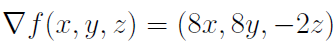 ∇f(x, y, z) = (8x, 8y, −2z)